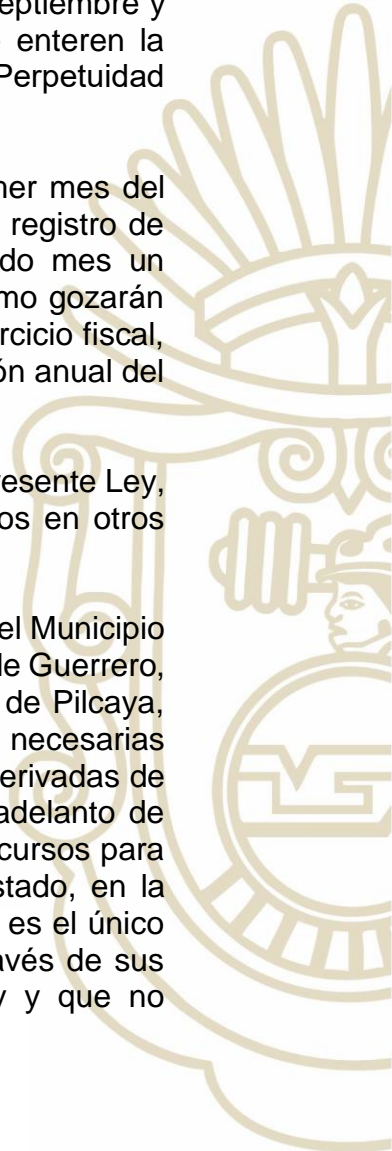 eptiembre y
enteren la
Perpetuidad
ner mes del
registro de
do mes un
mo gozarán
rcicio fiscal,
ón anual del
resente Ley,
os en otros
el Municipio
de Guerrero,
de Pilcaya,
necesarias
erivadas de
adelanto de
cursos para
stado, en la
es el único
avés de sus
y y que no